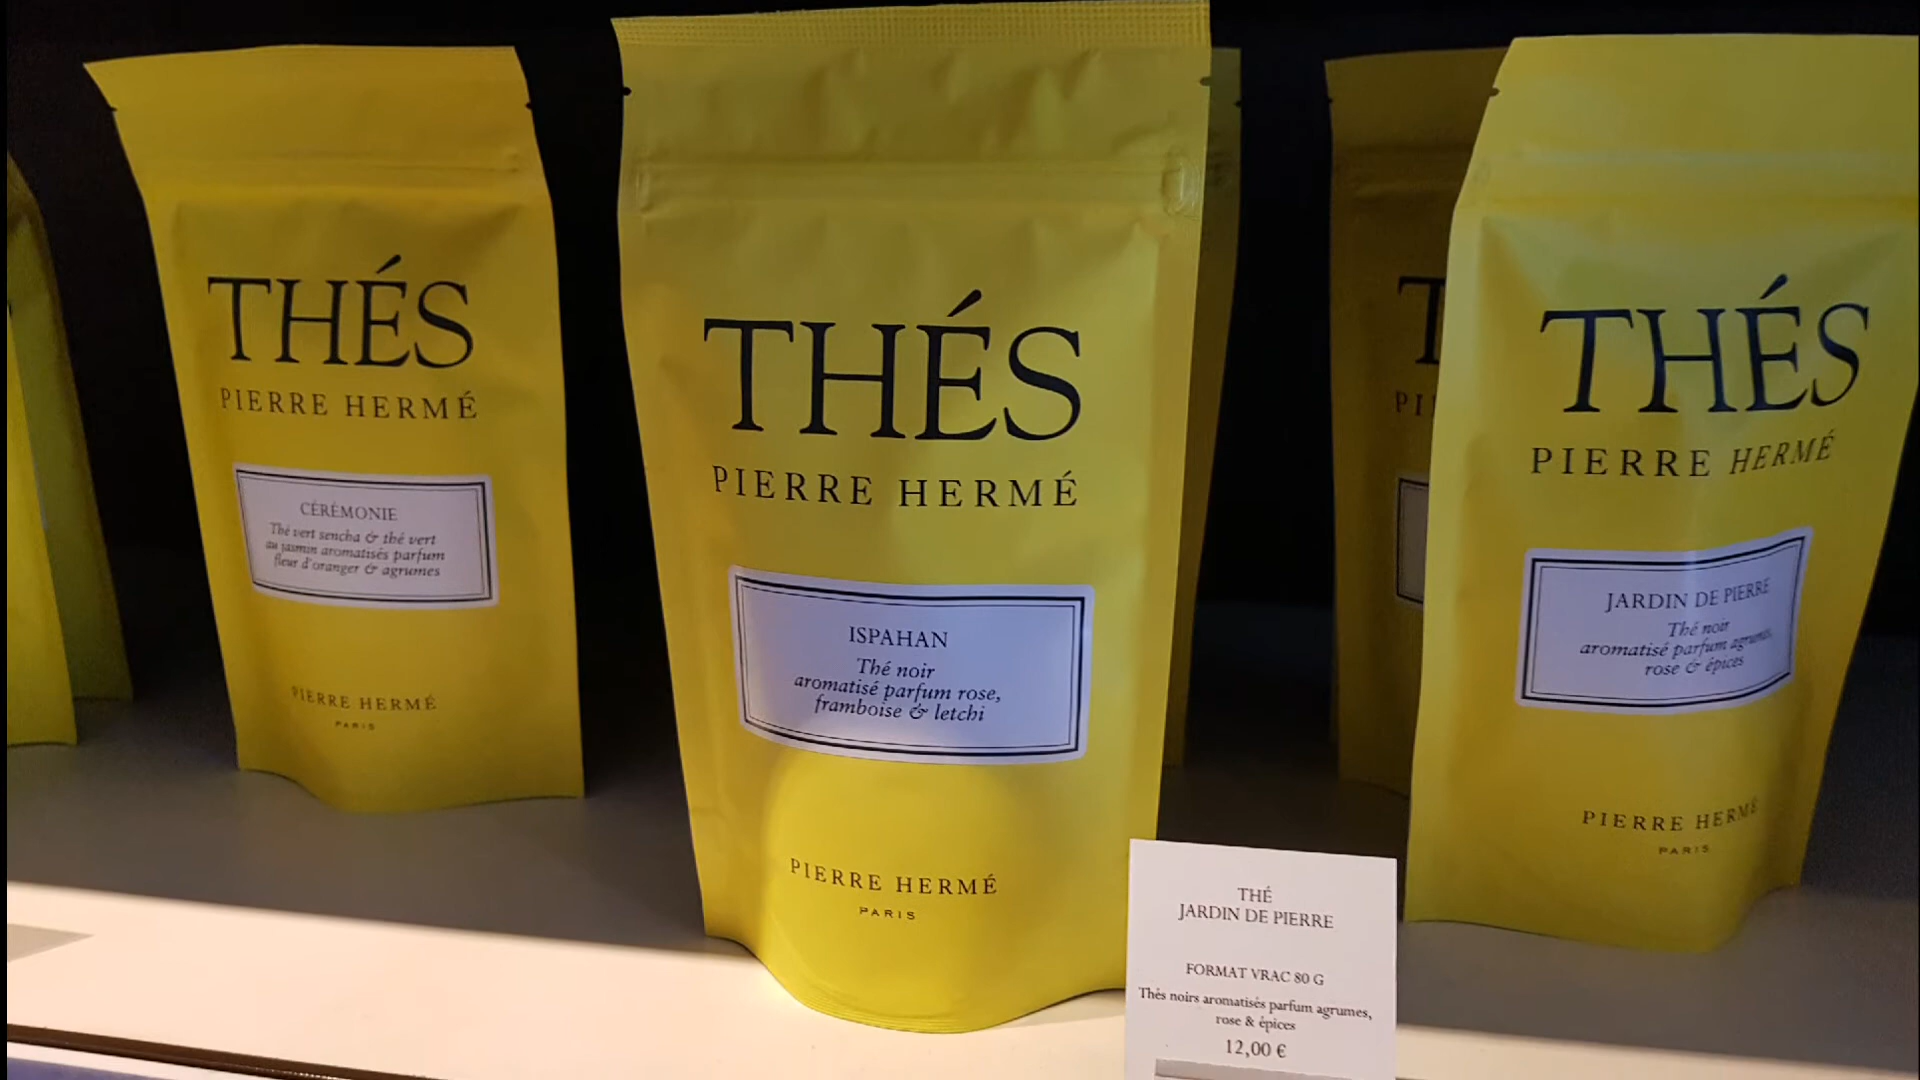 THÉS
PIERRE HERMÉ
CÉRÉMONIE
Thé vert sencha & thé vert
au jasmin aromatisés parfum
fleur d'oranger & agrumes
PIERRE HERMÉ
PARIS
THÉS
PIERRE HERMÉ
ISPAHAN
Thé noir
aromatisé parfum rose,
framboise & letchi
PIERRE HERMÉ
PARIS
THÉS
PIERRE HERMÉ
JARDIN DE PIERRE
Thé noir
aromatisé parfum agrumes,
rose & épices
PIERRE HERMÉ
PARIS
THÉ
JARDIN DE PIERRE
FORMAT VRAC 80 G
Thés noirs aromatisés parfum agrumes,
rose & épices
12,00 €